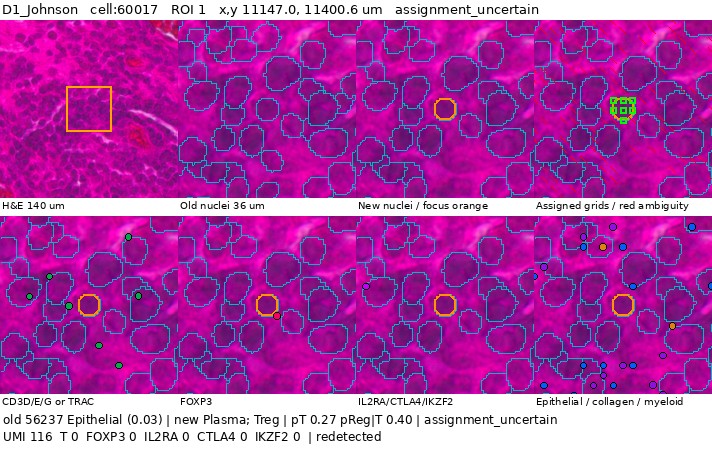 D1_Johnson cell:60017 ROI 1 x,y 11147.0, 11400.6 um assignment_uncertain
H&E 140 um
Old nuclei 36 um
New nuclei / focus orange
Assigned grids / red ambiguity
CD3D/E/G or TRAC
FOXP3
IL2RA/CTLA4/IKZF2
Epithelial / collagen / myeloid
old 56237 Epithelial (0.03) | new Plasma; Treg | pT 0.27 pReg|T 0.40 | assignment_uncertain
UMI 116 T 0 FOXP3 0 IL2RA 0 CTLA4 0 IKZF2 0 | redetected